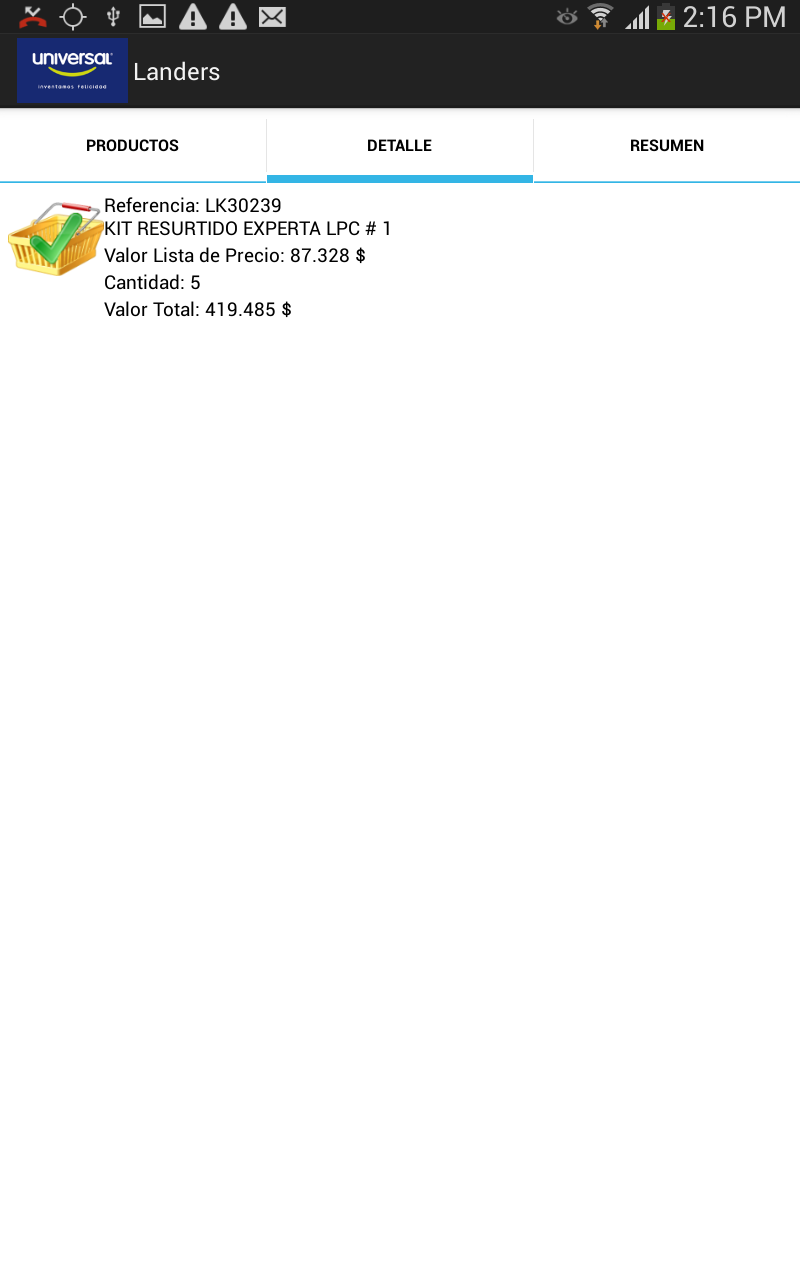 2:16 PM
universal
inventamos felicidad
Landers
PRODUCTOS
DETALLE
RESUMEN
Referencia: LK30239
KIT RESURTIDO EXPERTA LPC # 1
Valor Lista de Precio: 87.328 $
Cantidad: 5
Valor Total: 419.485 $